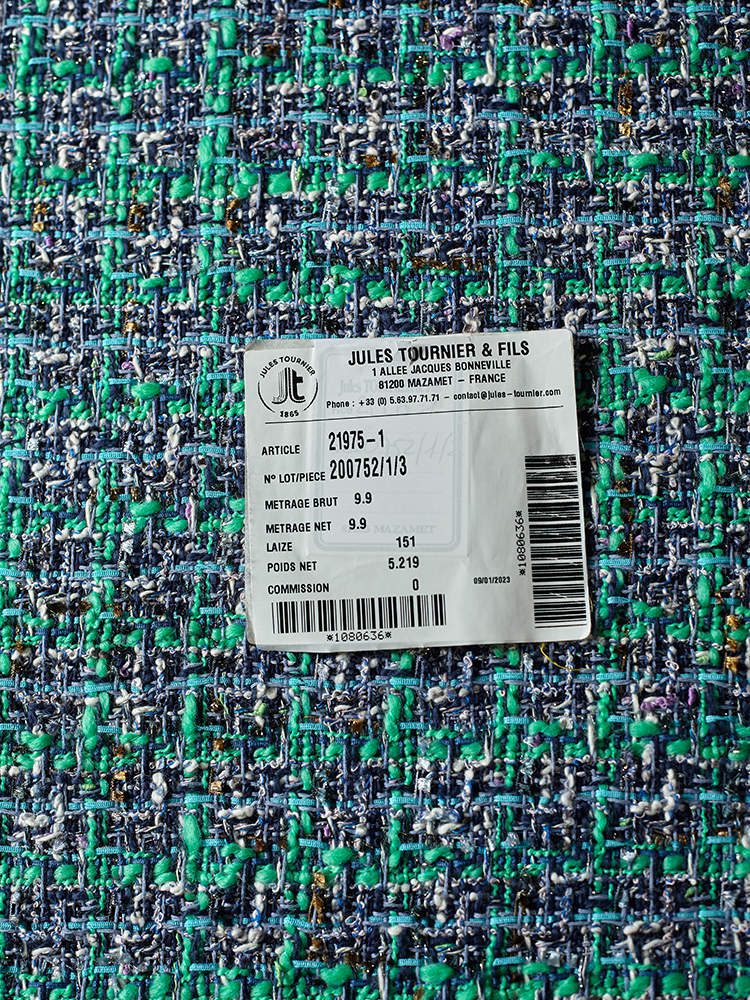 JULES TOURNIER
Jt
1865
JULES TOURNIER & FILS
1 ALLEE JACQUES BONNEVILLE
81200 MAZAMET – FRANCE
Phone : +33 (0) 5.63.97.71.71 – contact@jules-tournier.com
ARTICLE 21975-1
N° LOT/PIECE 200752/1/3
METRAGE BRUT 9.9
METRAGE NET 9.9
LAIZE 151
POIDS NET 5.219
COMMISSION 0
09/01/2023
*1080636*
*1080636*
MAZAMET